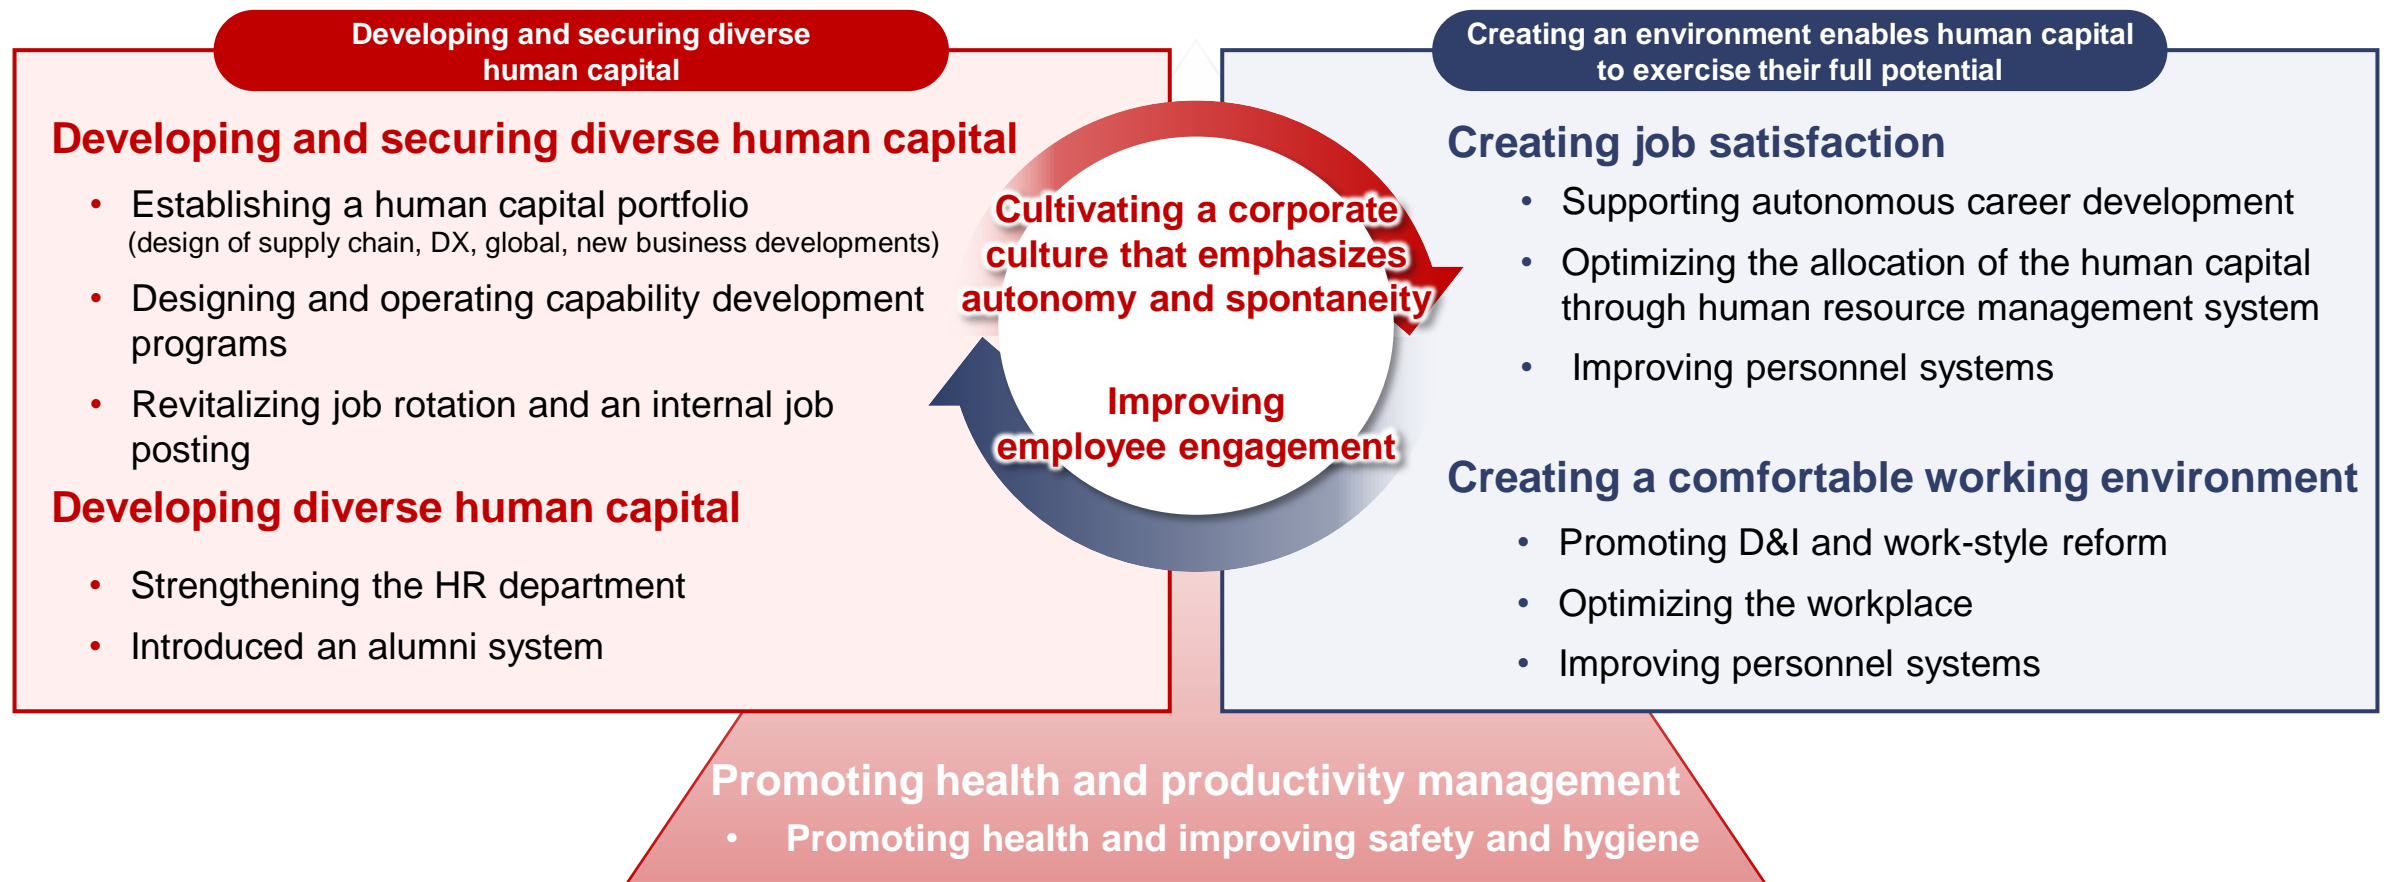 Developing and securing diverse
human capital
Developing and securing diverse human capital
• Establishing a human capital portfolio
(design of supply chain, DX, global, new business developments)
• Designing and operating capability development
programs
• Revitalizing job rotation and an internal job
posting
Developing diverse human capital
• Strengthening the HR department
• Introduced an alumni system
Cultivating a corporate
culture that emphasizes
autonomy and spontaneity
Improving
employee engagement
Creating an environment enables human capital
to exercise their full potential
Creating job satisfaction
• Supporting autonomous career development
• Optimizing the allocation of the human capital
through human resource management system
• Improving personnel systems
Creating a comfortable working environment
• Promoting D&I and work-style reform
• Optimizing the workplace
• Improving personnel systems
Promoting health and productivity management
• Promoting health and improving safety and hygiene